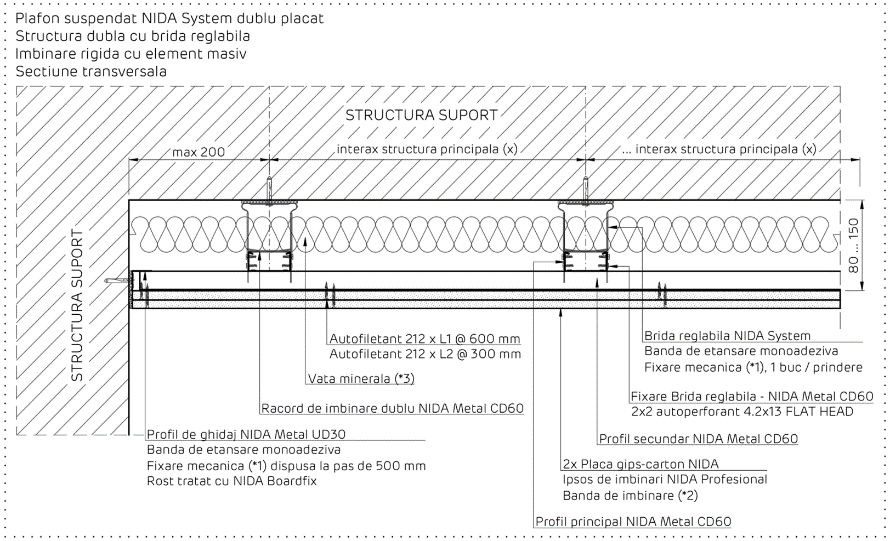 Plafon suspendat NIDA System dublu placat
Structura dubla cu brida reglabila
Imbinare rigida cu element masiv
Sectiune transversala
STRUCTURA SUPORT
max 200
interax structura principala (x)
... interax structura principala (x)
STRUCTURA SUPORT
80 ... 150
Autofiletant 212 x L1 @ 600 mm
Autofiletant 212 x L2 @ 300 mm
Vata minerala (*3)
Racord de imbinare dublu NIDA Metal CD60
Profil de ghidaj NIDA Metal UD30
Banda de etansare monoadeziva
Fixare mecanica (*1) dispusa la pas de 500 mm
Rost tratat cu NIDA Boardfix
Brida reglabila NIDA System
Banda de etansare monoadeziva
Fixare mecanica (*1), 1 buc / prindere
Fixare Brida reglabila - NIDA Metal CD60
2x2 autoperforant 4.2x13 FLAT HEAD
Profil secundar NIDA Metal CD60
2x Placa gips-carton NIDA
Ipsos de imbinari NIDA Profesional
Banda de imbinare (*2)
Profil principal NIDA Metal CD60